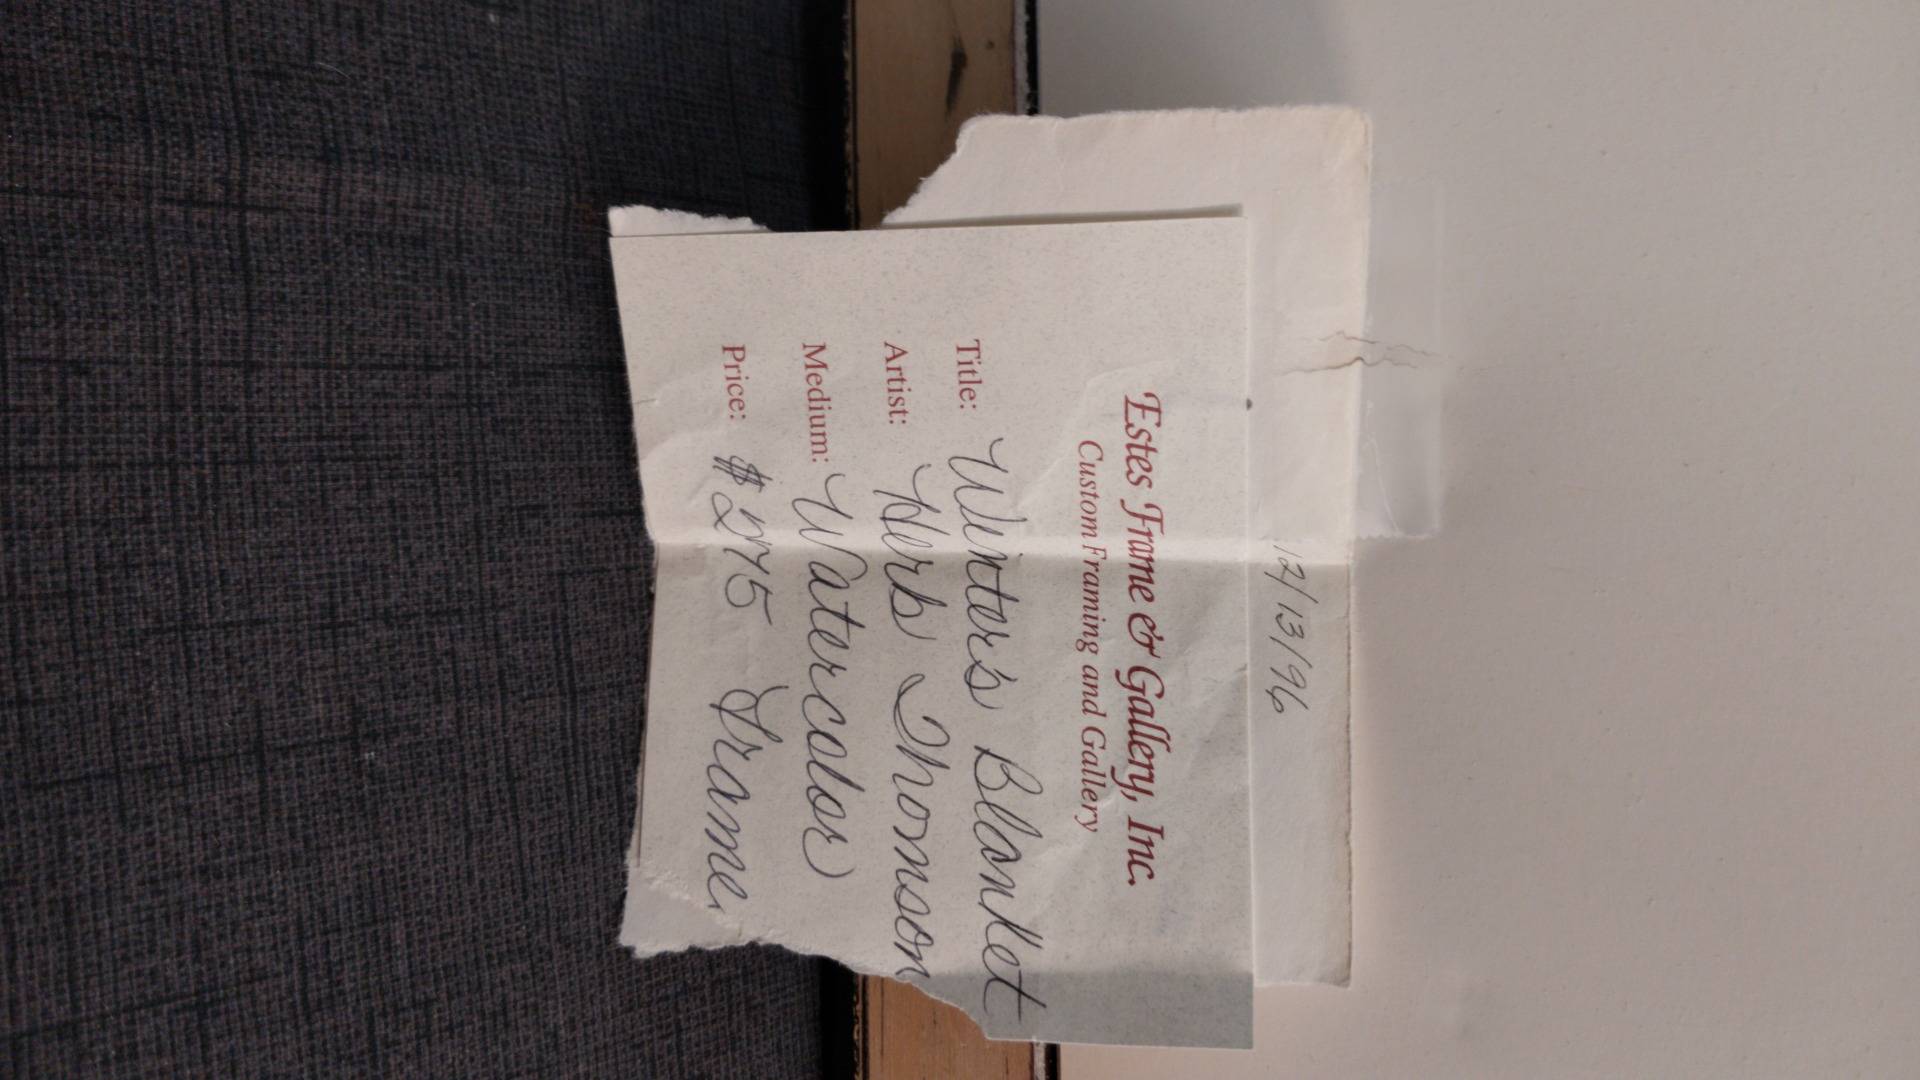 12/13/96
Estes Frame & Gallery, Inc.
Custom Framing and Gallery
Title: Winter's Blanket
Artist: Herb Thomson
Medium: Watercolor
Price: $275 Frame